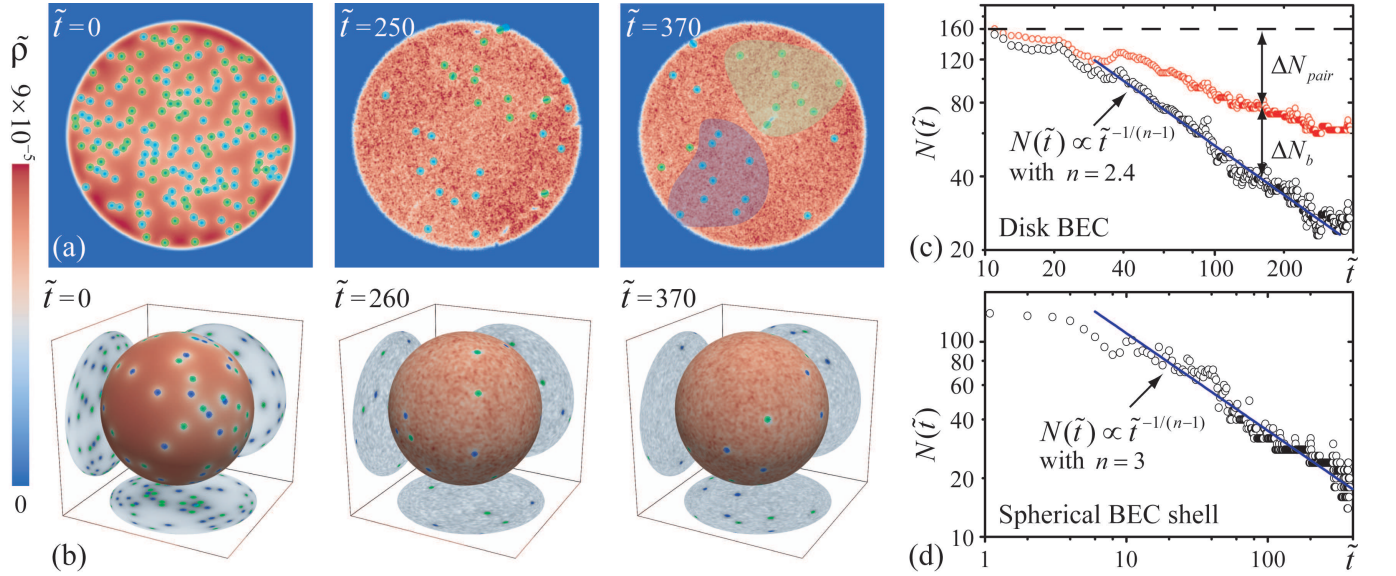 t̃=0
t̃=250
t̃=370
ρ̃
9×10⁻⁵
0
(a)
t̃=0
t̃=260
t̃=370
(b)
160
120
80
40
20
N(t̃)
ΔN_pair
ΔN_b
N(t̃) ∝ t̃^{-1/(n-1)}
with n = 2.4
(c)
Disk BEC
10 20 40 100 200 t̃
100
80
60
40
20
10
N(t̃)
N(t̃) ∝ t̃^{-1/(n-1)}
with n = 3
(d)
Spherical BEC shell
1 10 100 t̃